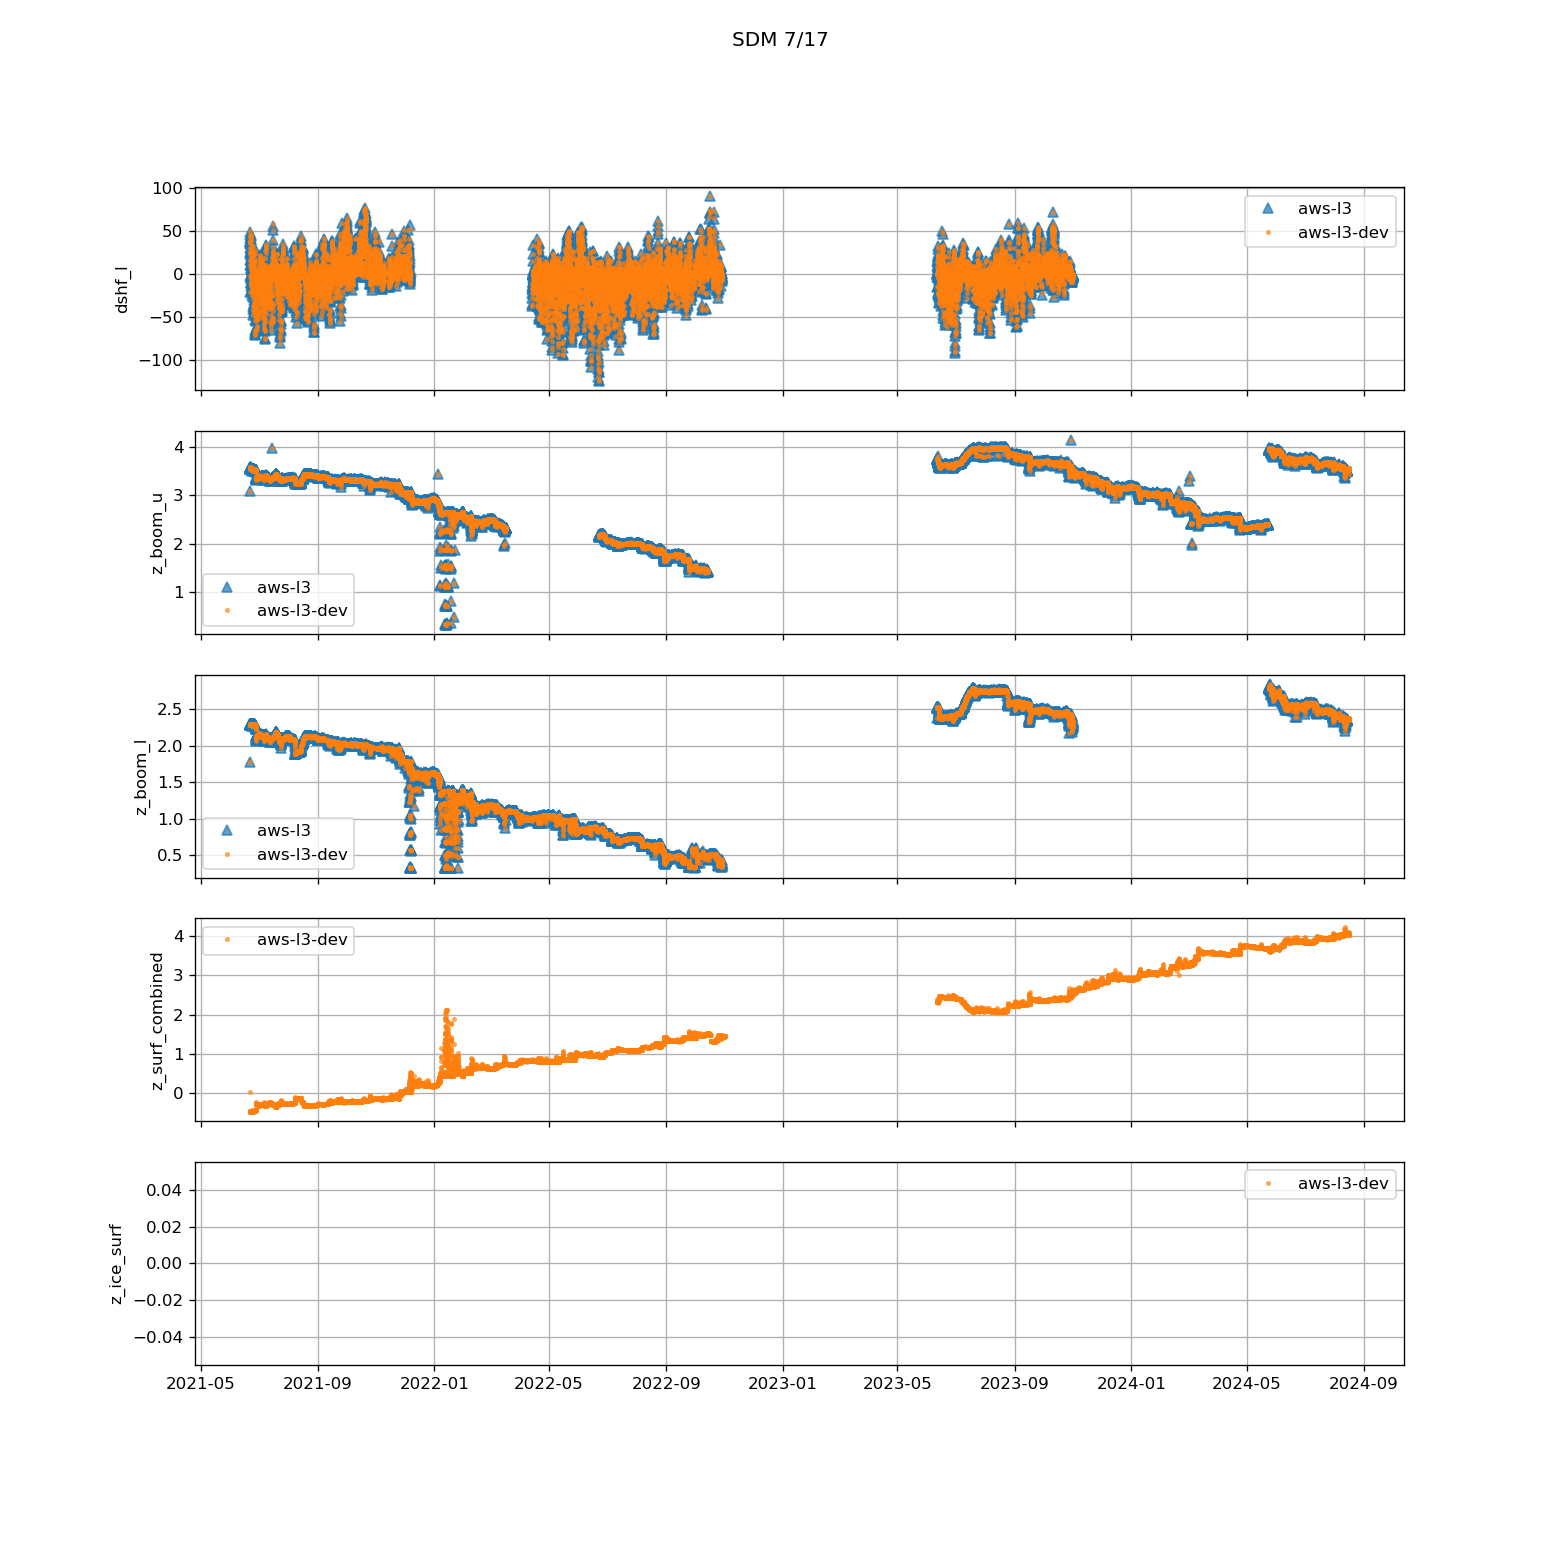 SDM 7/17
100
50
0
−50
−100
dshf_l
aws-l3
aws-l3-dev
4
3
2
1
z_boom_u
aws-l3
aws-l3-dev
2.5
2.0
1.5
1.0
0.5
z_boom_l
aws-l3
aws-l3-dev
4
3
2
1
0
z_surf_combined
aws-l3-dev
0.04
0.02
0.00
−0.02
−0.04
z_ice_surf
aws-l3-dev
2021-05 2021-09 2022-01 2022-05 2022-09 2023-01 2023-05 2023-09 2024-01 2024-05 2024-09